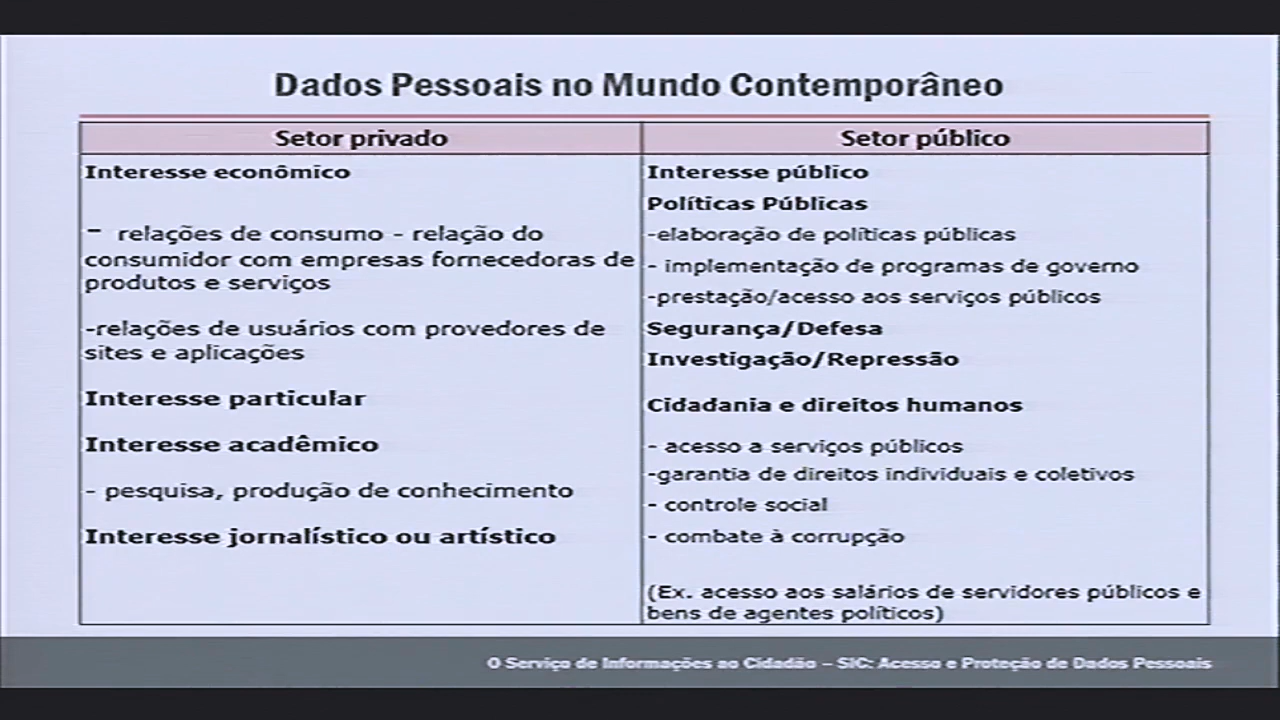 Dados Pessoais no Mundo Contemporâneo
Setor privado
Interesse econômico
- relações de consumo - relação do
consumidor com empresas fornecedoras de
produtos e serviços
-relações de usuários com provedores de
sites e aplicações
Interesse particular
Interesse acadêmico
- pesquisa, produção de conhecimento
Interesse jornalístico ou artístico
Setor público
Interesse público
Políticas Públicas
-elaboração de políticas públicas
- implementação de programas de governo
-prestação/acesso aos serviços públicos
Segurança/Defesa
Investigação/Repressão
Cidadania e direitos humanos
- acesso a serviços públicos
-garantia de direitos individuais e coletivos
- controle social
- combate à corrupção
(Ex. acesso aos salários de servidores públicos e
bens de agentes políticos)
O Serviço de Informações ao Cidadão – SIC: Acesso e Proteção de Dados Pessoais